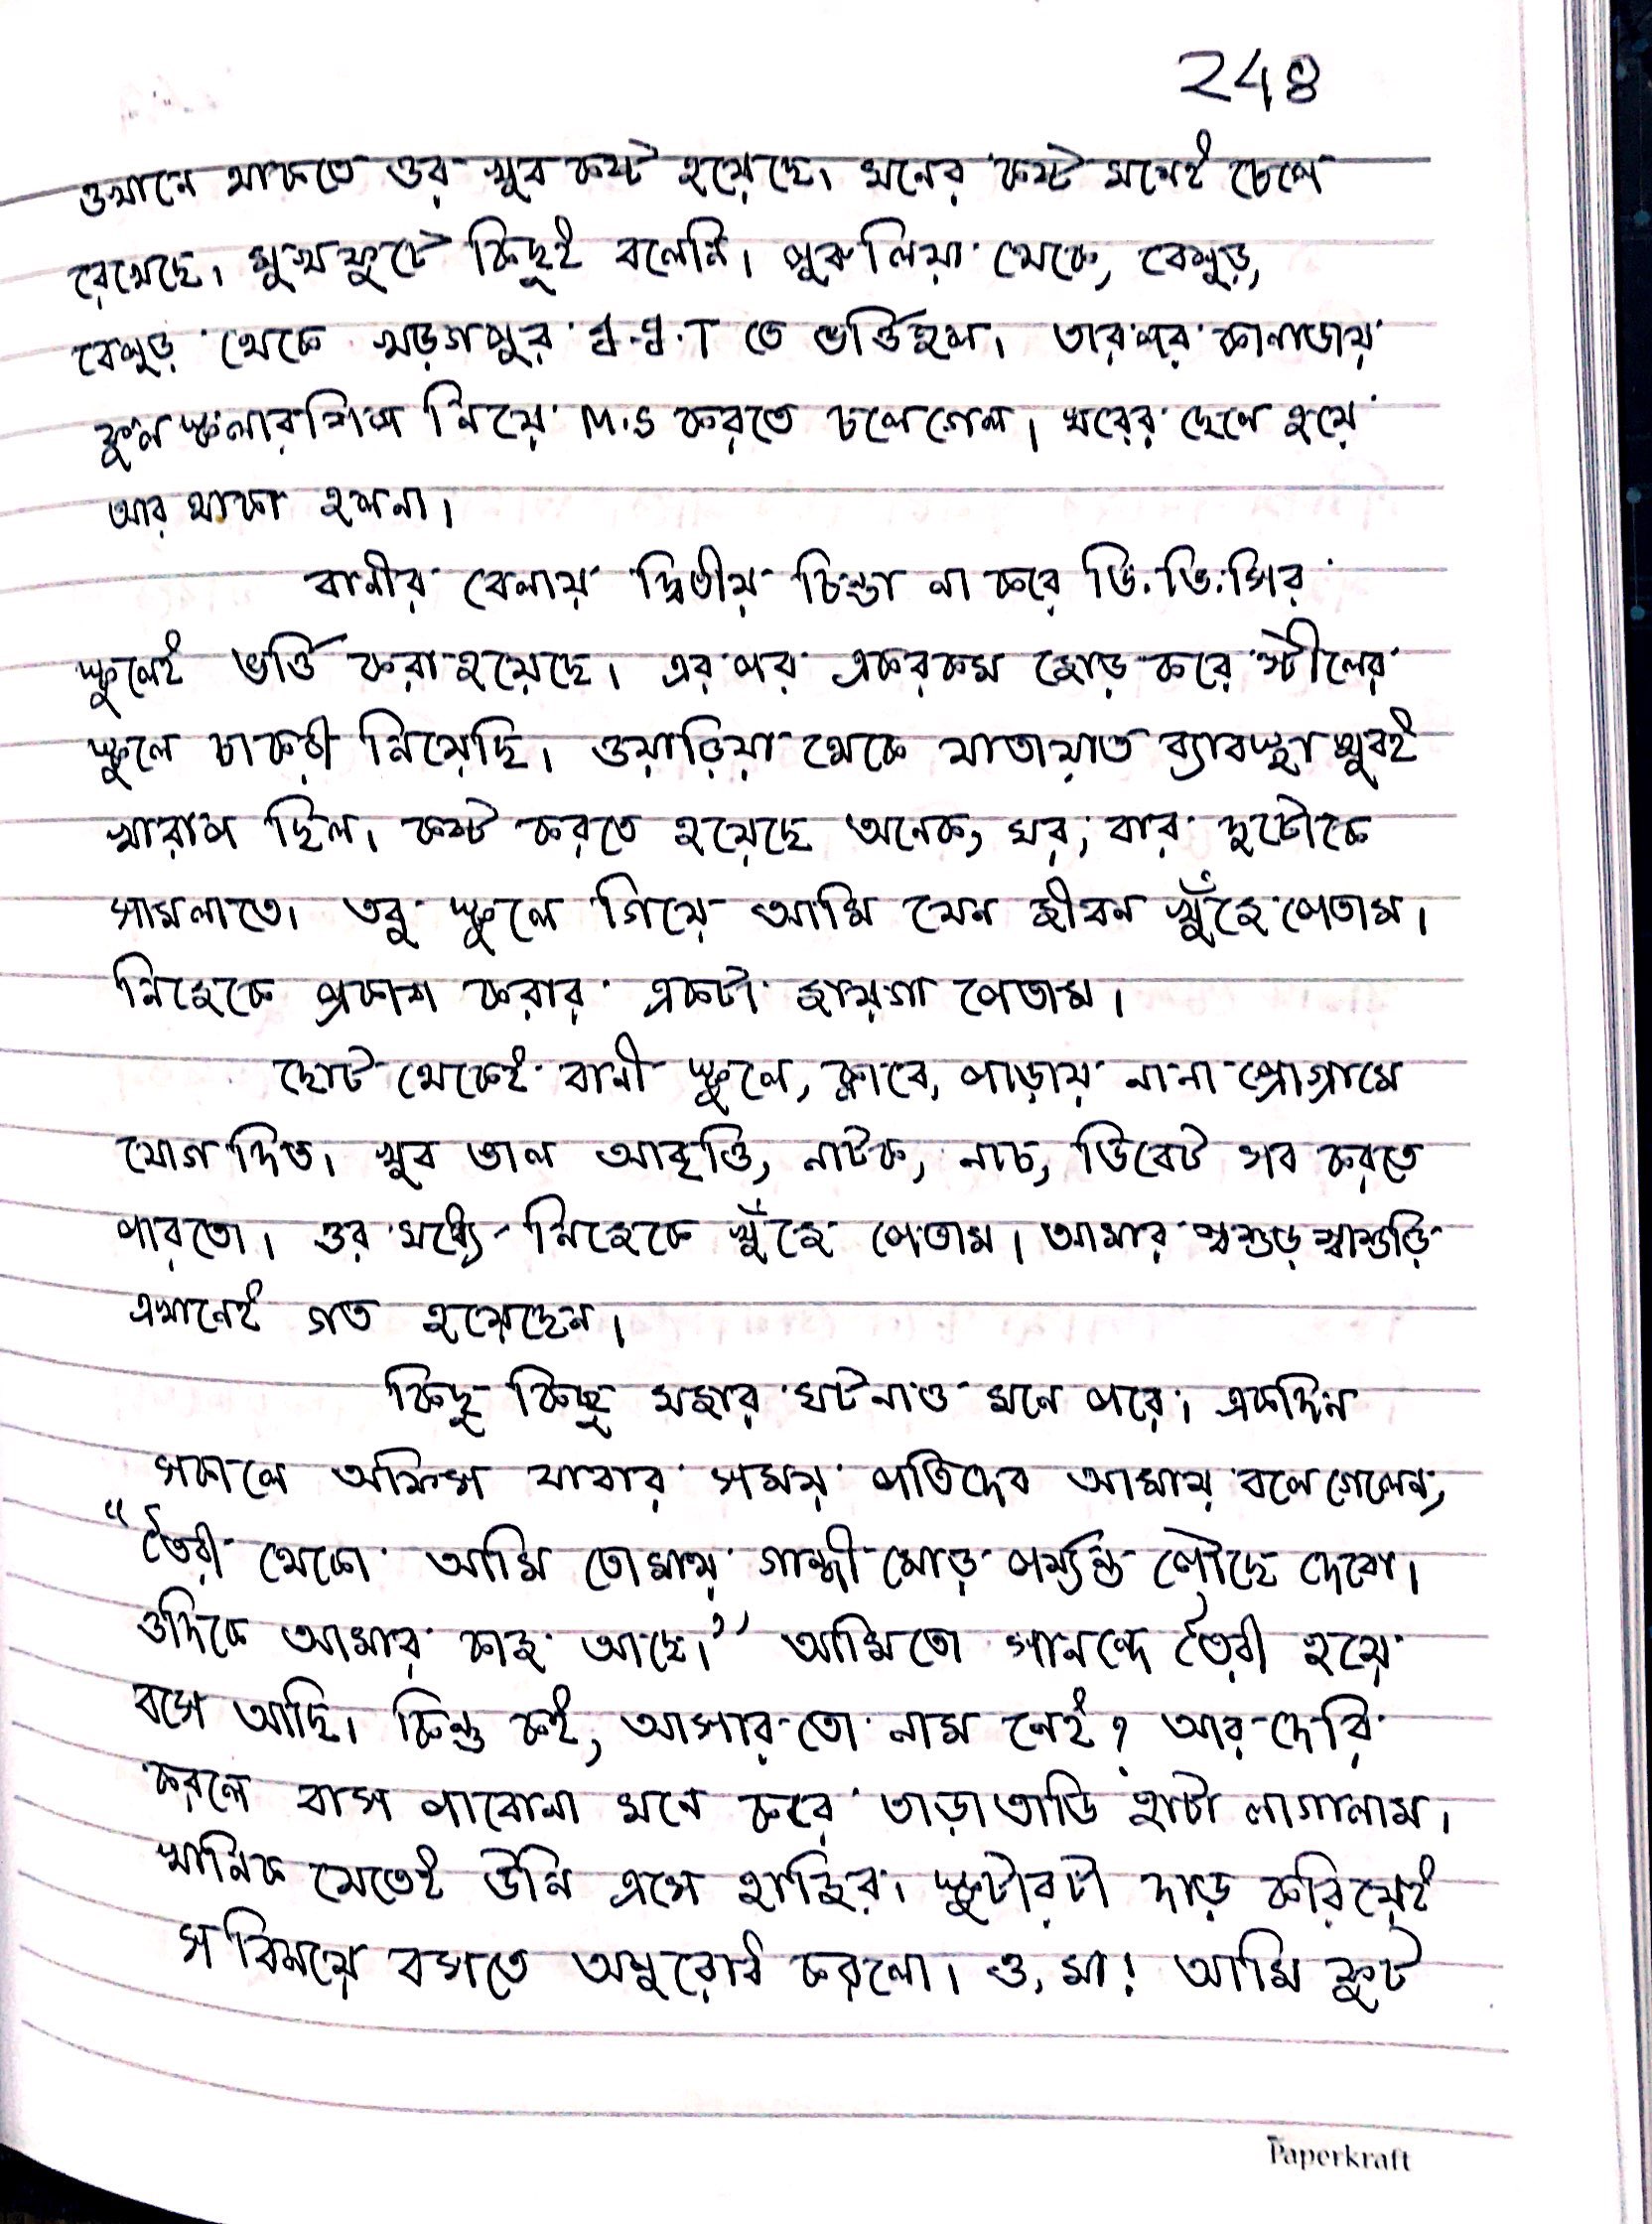 248
ওখানে থাকতে ওর খুব কষ্ট হয়েছে। মনের কষ্ট মনেই চেপে
রেখেছে। মুখফুটে কিছুই বলেনি। পুরুলিয়া থেকে, বেলুড়,
বেলুড় থেকে খড়গপুর I.I.T তে ভর্ত্তি হল। তারপর কানাডায়
ফুল স্কলারশিপ নিয়ে M.S করতে চলেগেল। ঘরের ছেলে হয়ে
আর থাকা হলনা।
বানীর বেলায় দ্বিতীয় চিন্তা না করে ডি.ভি.সির
স্কুলেই ভর্ত্তি করা হয়েছে। এরপর একরকম জোড় করে স্টীলের
স্কুলে চাকরী নিয়েছি। ওয়ারিয়া থেকে যাতায়াত ব্যাবস্থা খুবই
খারাপ ছিল। কষ্ট করতে হয়েছে অনেক, ঘর, বার দুটোকে
সামলাতে। তবু স্কুলে গিয়ে আমি যেন জীবন খুঁজে পেতাম।
নিজেকে প্রকাশ করার একটা জায়গা পেতাম।
ছোট থেকেই বানী স্কুলে, ক্লাবে, পাড়ায় নানা প্রোগ্রামে
যোগ দিত। খুব ভাল আবৃত্তি, নাটক, নাচ, ডিবেট সব করতে
পারতো। ওর মধ্যে নিজেকে খুঁজে পেতাম। আমার শ্বশুড় শ্বাশুড়ি
এখানেই গত হয়েছেন।
কিছু কিছু মজার ঘটনাও মনে পরে। একদিন
সকালে অফিস যাবার সময় পতিদেব আমায় বলে গেলেন,
“তৈরী থেকো আমি তোমায় গান্ধী মোড় পর্য্যন্ত পৌছে দেবো।
ওদিকে আমার কাজ আছে।” আমিতো সানন্দে তৈরী হয়ে
বসে আছি। কিন্তু কই, আসার তো নাম নেই? আর দেরি
করলে বাস পাবোনা মনে করে তাড়াতাডি হাটা লাগালাম।
খানিক যেতেই উনি এসে হাজির। স্কুটারটা দাড় করিয়েই
সবিনয়ে বসতে অনুরোধ করলো। ও, মা! আমি ফুট
Paperkraft